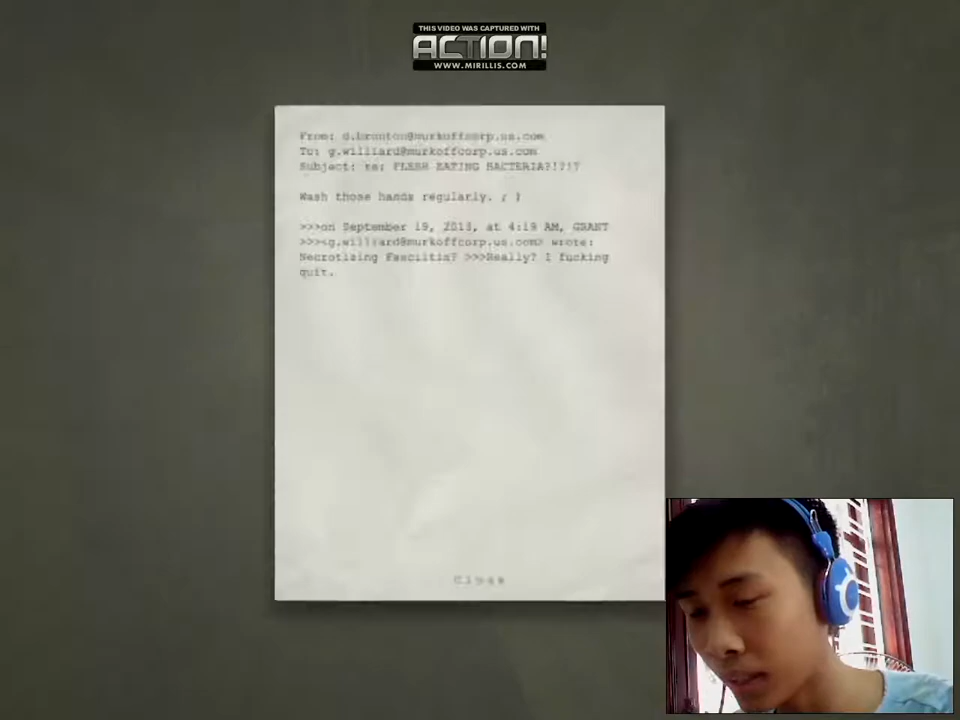 THIS VIDEO WAS CAPTURED WITH
ACTION!
WWW.MIRILLIS.COM
From: d.bronton@murkoffcorp.us.com
To: g.williard@murkoffcorp.us.com
Subject: re: FLESH EATING BACTERIA?!?!?
Wash those hands regularly. ; )
>>>on September 19, 2013, at 4:19 AM, GRANT
>>><g.williard@murkoffcorp.us.com> wrote:
Necrotizing Fasciitis? >>>Really? I fucking
quit.